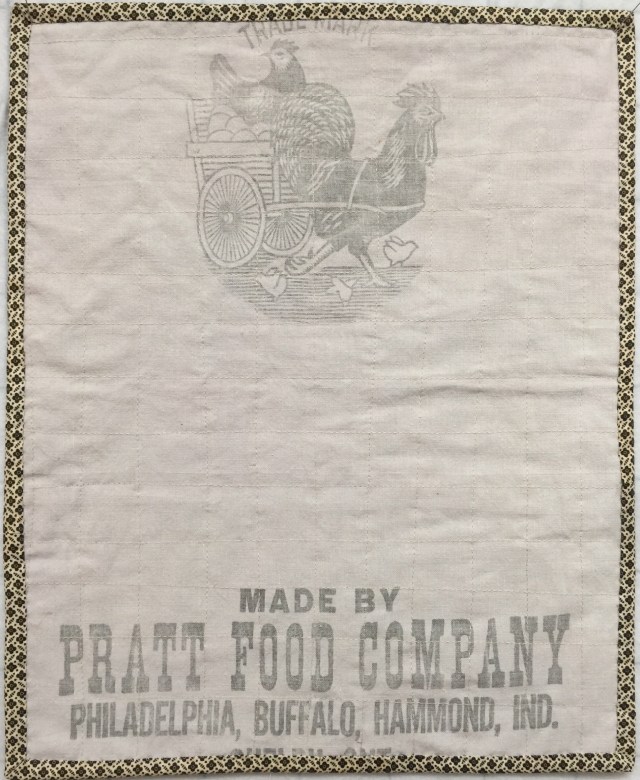 TRADE MARK
MADE BY
PRATT FOOD COMPANY
PHILADELPHIA, BUFFALO, HAMMOND, IND.